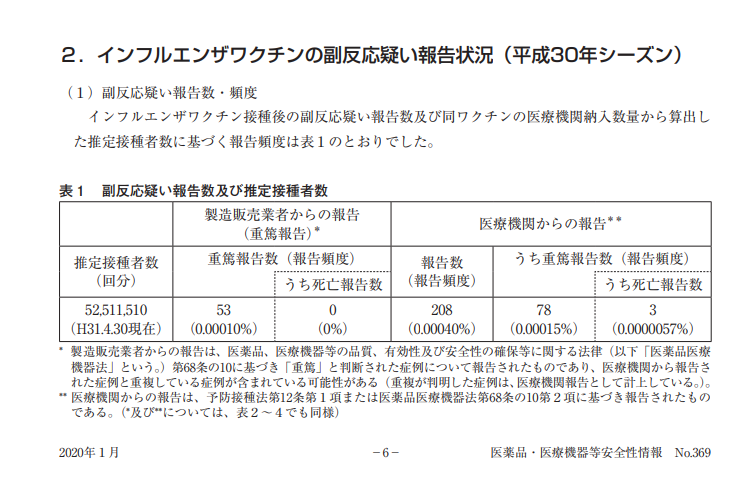 ２．インフルエンザワクチンの副反応疑い報告状況（平成30年シーズン）
（１）副反応疑い報告数・頻度
インフルエンザワクチン接種後の副反応疑い報告数及び同ワクチンの医療機関納入数量から算出し
た推定接種者数に基づく報告頻度は表１のとおりでした。
表１　副反応疑い報告数及び推定接種者数
製造販売業者からの報告
（重篤報告）*
医療機関からの報告**
推定接種者数
（回分）
重篤報告数（報告頻度）
うち死亡報告数
報告数
（報告頻度）
うち重篤報告数（報告頻度）
うち死亡報告数
52,511,510
（H31.4.30現在）
53
（0.00010%）
0
（0%）
208
（0.00040%）
78
（0.00015%）
3
（0.0000057%）
* 製造販売業者からの報告は、医薬品、医療機器等の品質、有効性及び安全性の確保等に関する法律（以下「医薬品医療
機器法」という。）第68条の10に基づき「重篤」と判断された症例について報告されたものであり、医療機関から報告さ
れた症例と重複している症例が含まれている可能性がある（重複が判明した症例は、医療機関報告として計上している。）。
** 医療機関からの報告は、予防接種法第12条第１項または医薬品医療機器法第68条の10第２項に基づき報告されたもの
である。（*及び**については、表２～４でも同様）
2020年１月
－6－
医薬品・医療機器等安全性情報　No.369